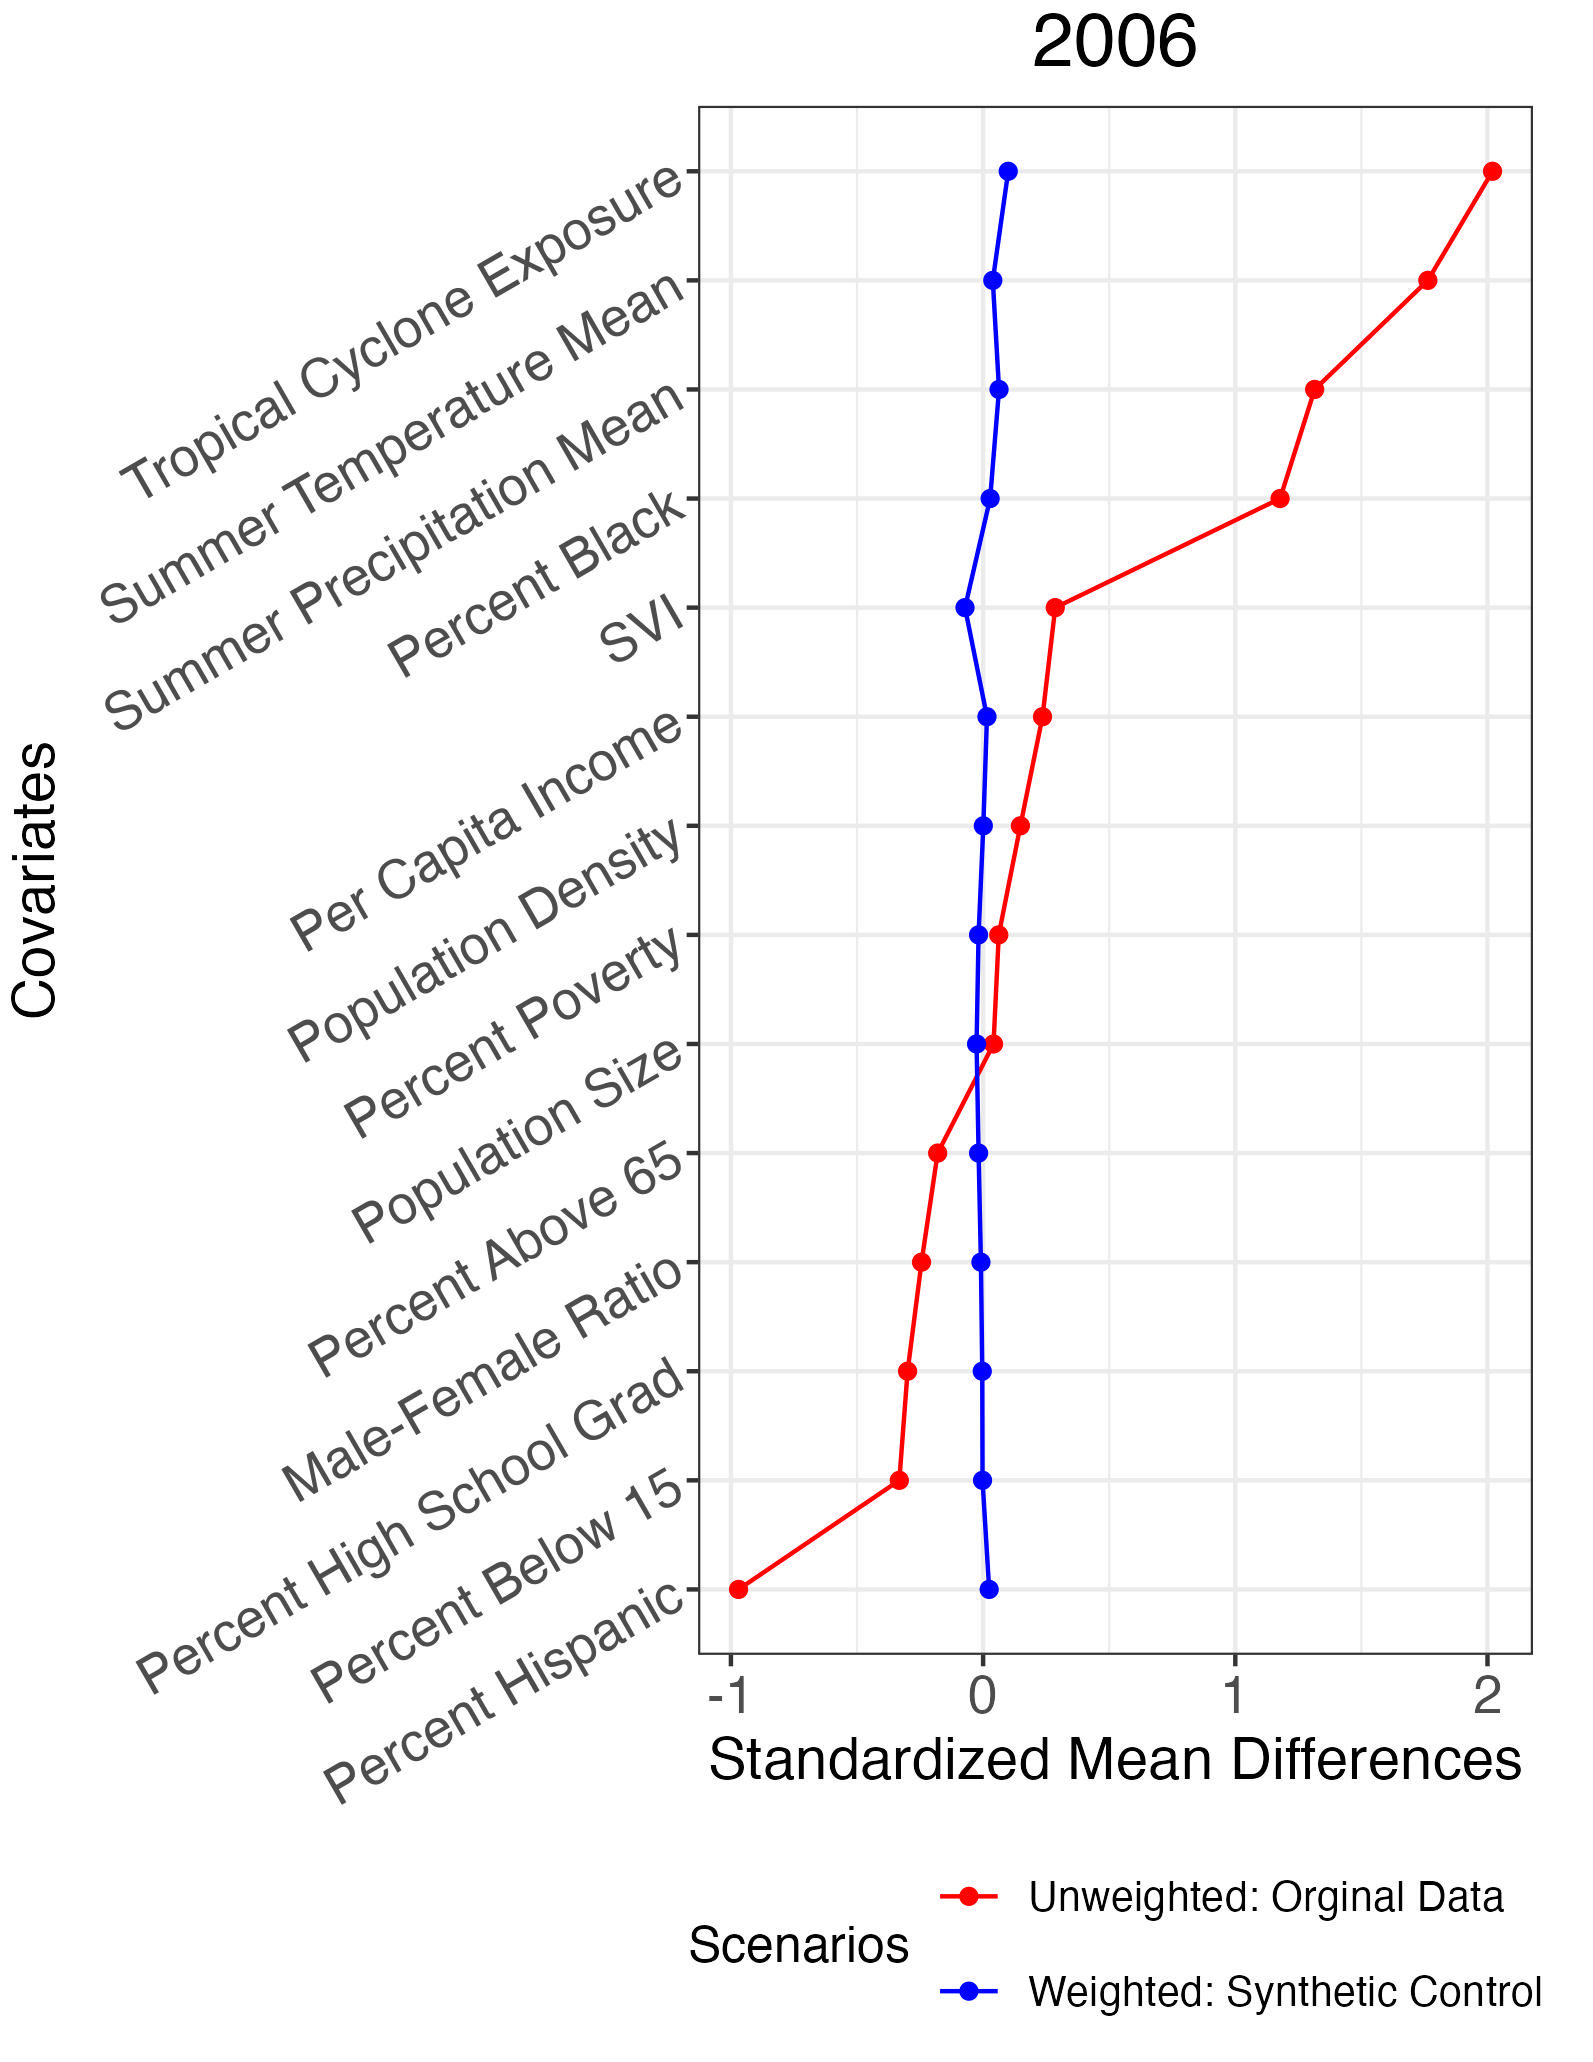 2006
Tropical Cyclone Exposure
Summer Temperature Mean
Summer Precipitation Mean
Percent Black
SVI
Per Capita Income
Population Density
Percent Poverty
Population Size
Percent Above 65
Male-Female Ratio
Percent High School Grad
Percent Below 15
Percent Hispanic
Covariates
-1 0 1 2
Standardized Mean Differences
Scenarios
Unweighted: Orginal Data
Weighted: Synthetic Control